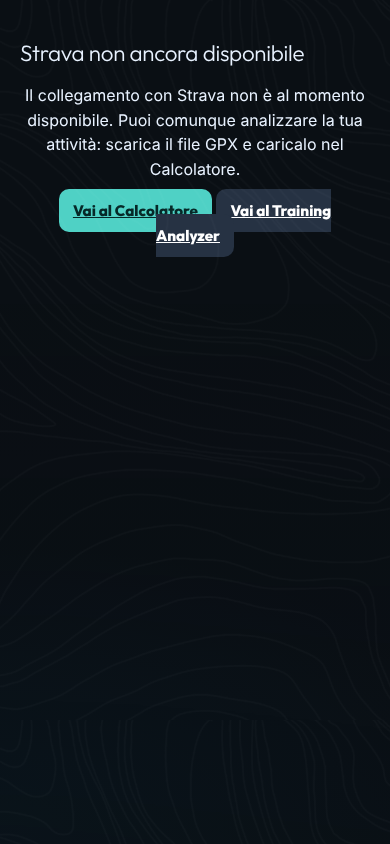 Strava non ancora disponibile
Il collegamento con Strava non è al momento
disponibile. Puoi comunque analizzare la tua
attività: scarica il file GPX e caricalo nel
Calcolatore.
Vai al Calcolatore Vai al Training
Analyzer